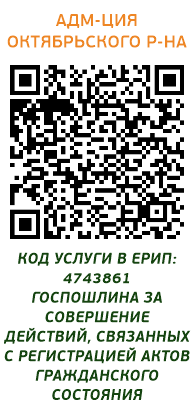 АДМ-ЦИЯ
ОКТЯБРЬСКОГО Р-НА
КОД УСЛУГИ В ЕРИП:
4743861
ГОСПОШЛИНА ЗА
СОВЕРШЕНИЕ
ДЕЙСТВИЙ, СВЯЗАННЫХ
С РЕГИСТРАЦИЕЙ АКТОВ
ГРАЖДАНСКОГО
СОСТОЯНИЯ